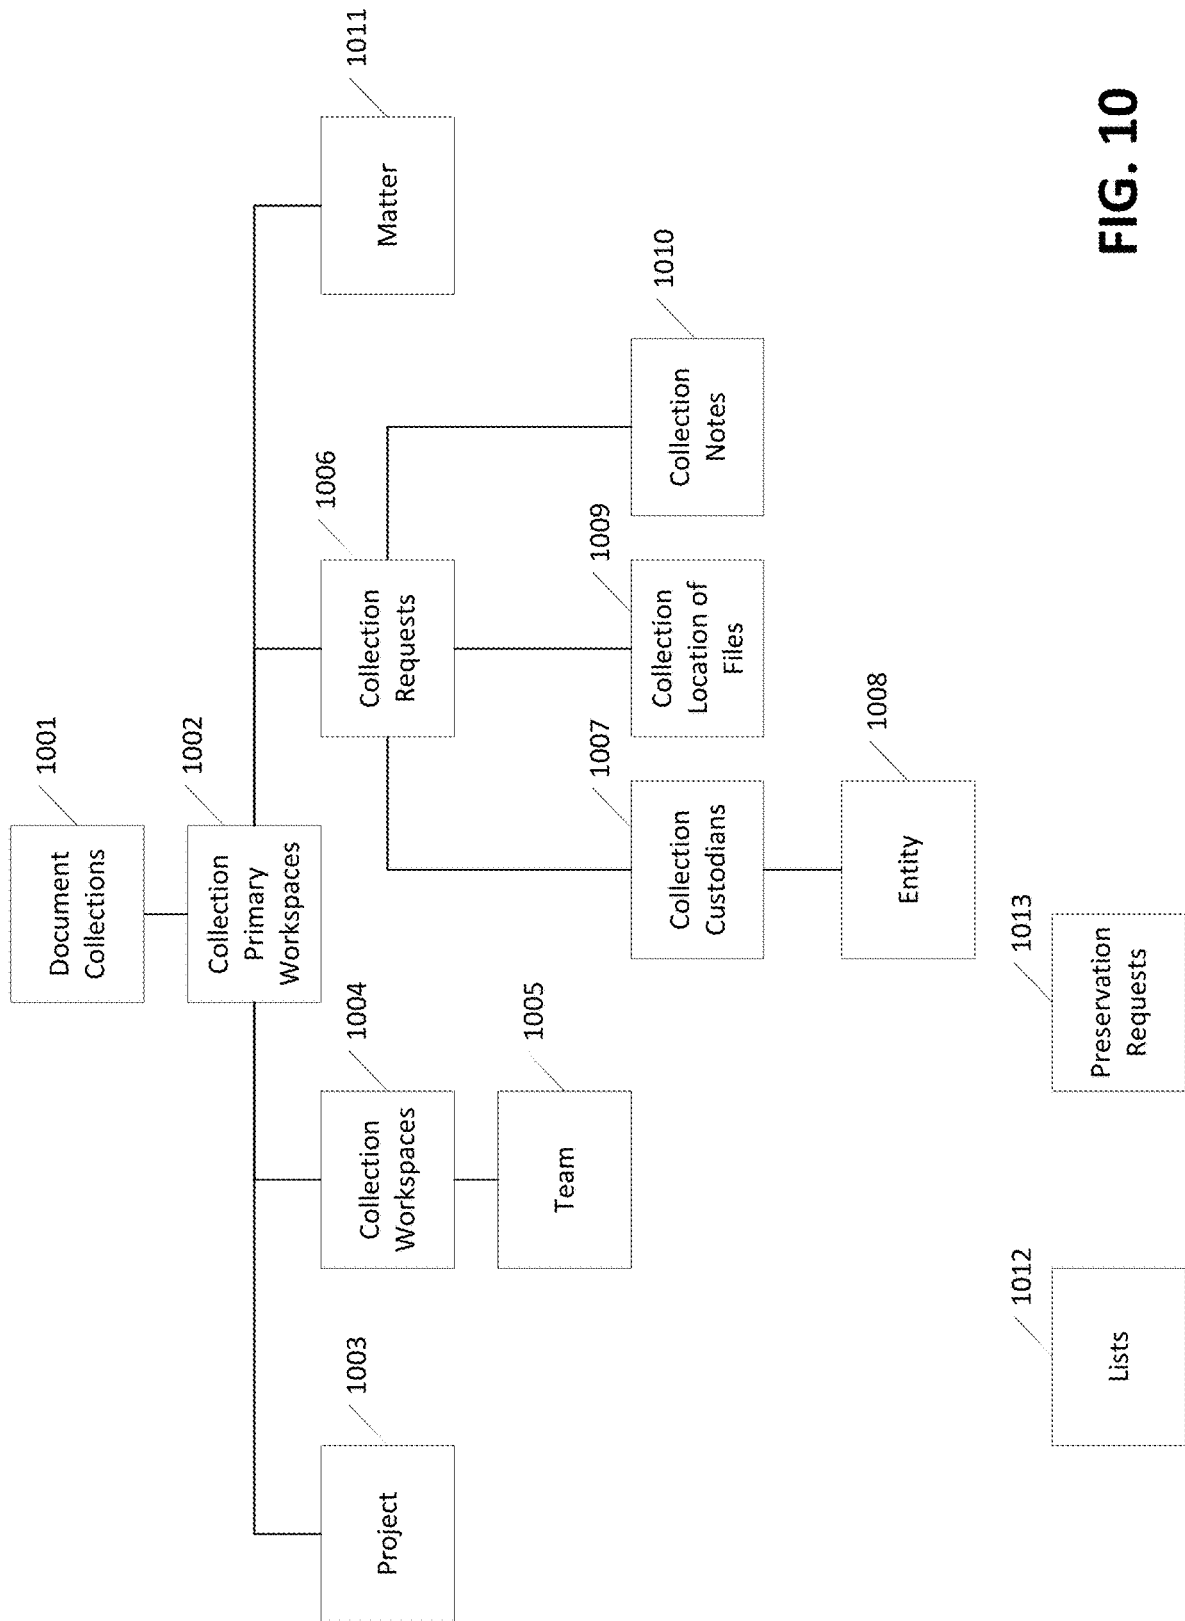 1001
Document
Collections
1002
Collection
Primary
Workspaces
1003
Project
1004
Collection
Workspaces
1005
Team
1006
Collection
Requests
1007
Collection
Custodians
1008
Entity
1009
Collection
Location of
Files
1010
Collection
Notes
1011
Matter
1012
Lists
1013
Preservation
Requests
FIG. 10